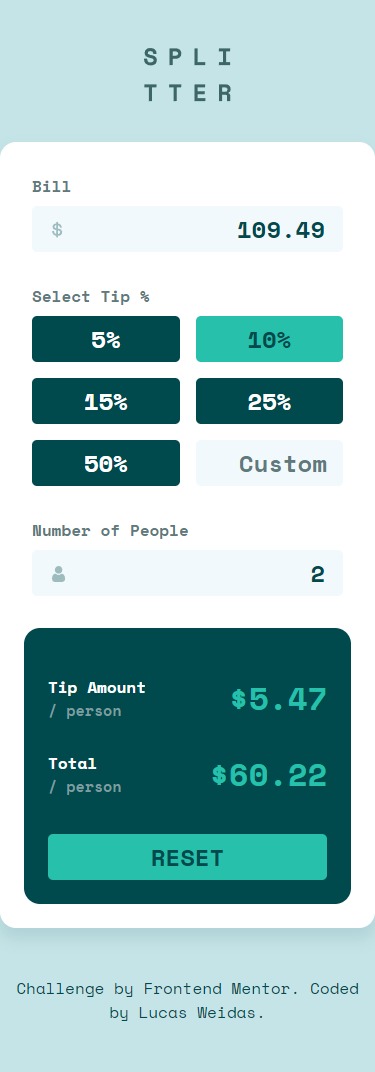 SPLI
TTER
Bill
$ 109.49
Select Tip %
5% 10%
15% 25%
50% Custom
Number of People
2
Tip Amount
/ person
$5.47
Total
/ person
$60.22
RESET
Challenge by Frontend Mentor. Coded
by Lucas Weidas.